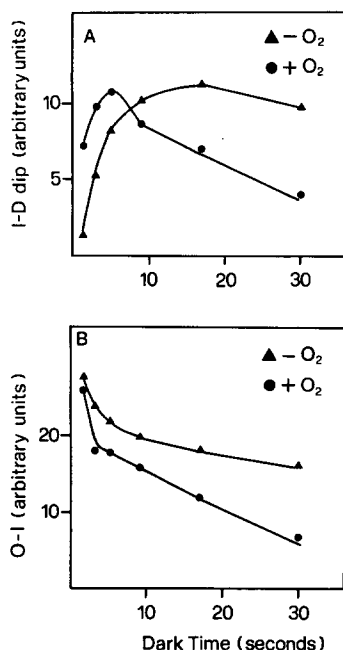 A
▲ − O₂
● + O₂
I-D dip (arbitrary units)
10
5
10
20
30
B
▲ − O₂
● + O₂
O-I (arbitrary units)
20
10
10
20
30
Dark Time (seconds)